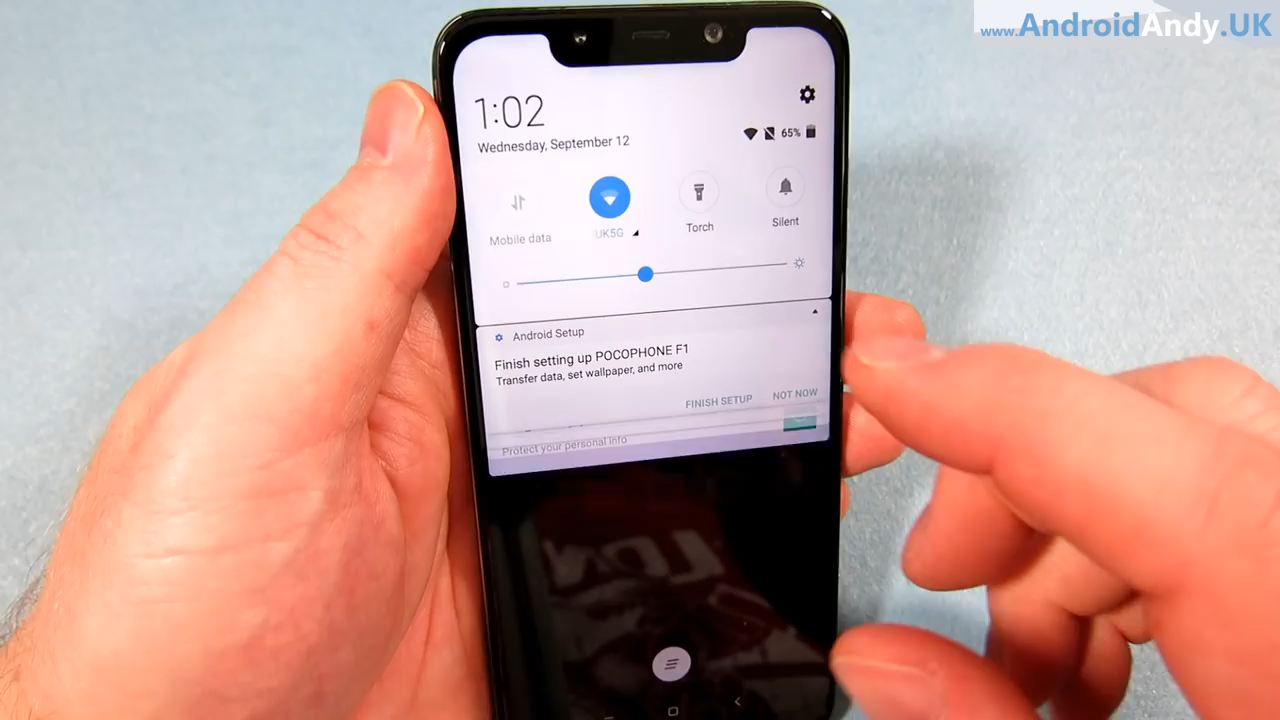 www.AndroidAndy.UK
1:02
Wednesday, September 12
65%
Mobile data
UK5G
Torch
Silent
Android Setup
Finish setting up POCOPHONE F1
Transfer data, set wallpaper, and more
FINISH SETUP
NOT NOW
Protect your personal info
LDN